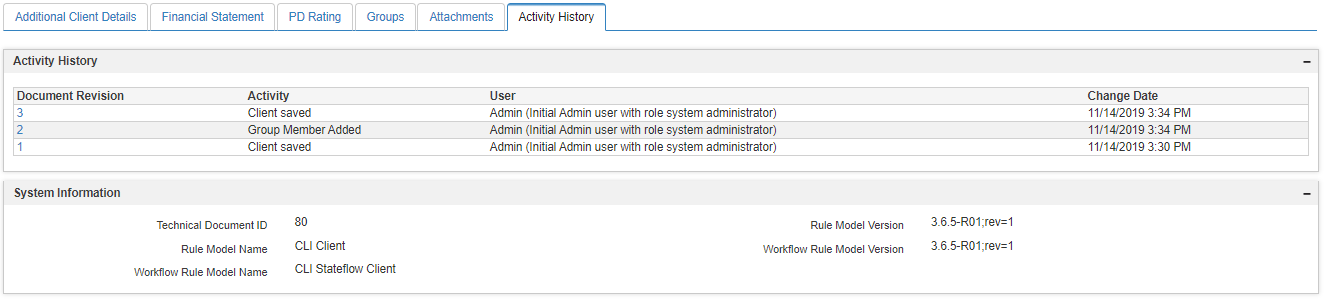 Additional Client Details Financial Statement PD Rating Groups Attachments Activity History
Activity History
Document Revision Activity User Change Date
3 Client saved Admin (Initial Admin user with role system administrator) 11/14/2019 3:34 PM
2 Group Member Added Admin (Initial Admin user with role system administrator) 11/14/2019 3:34 PM
1 Client saved Admin (Initial Admin user with role system administrator) 11/14/2019 3:30 PM
System Information
Technical Document ID 80 Rule Model Version 3.6.5-R01;rev=1
Rule Model Name CLI Client Workflow Rule Model Version 3.6.5-R01;rev=1
Workflow Rule Model Name CLI Stateflow Client